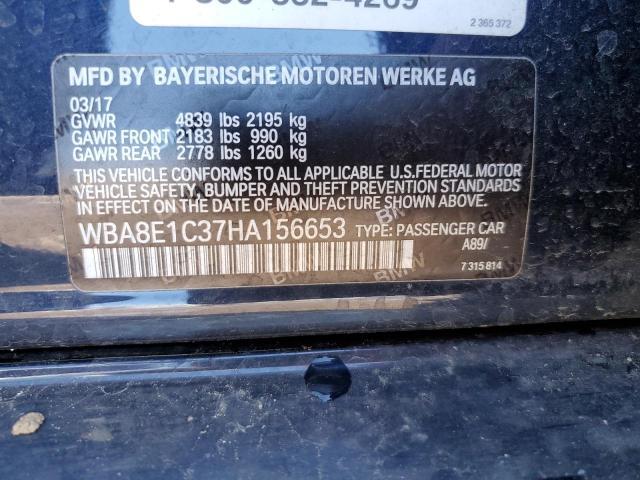 2 365 372
MFD BY BAYERISCHE MOTOREN WERKE AG
03/17
GVWR 4839 lbs 2195 kg
GAWR FRONT 2183 lbs 990 kg
GAWR REAR 2778 lbs 1260 kg
THIS VEHICLE CONFORMS TO ALL APPLICABLE U.S.FEDERAL MOTOR
VEHICLE SAFETY, BUMPER AND THEFT PREVENTION STANDARDS
IN EFFECT ON THE DATE OF MANUFACTURE SHOWN ABOVE.
WBA8E1C37HA156653 TYPE: PASSENGER CAR
A89/
7 315 814